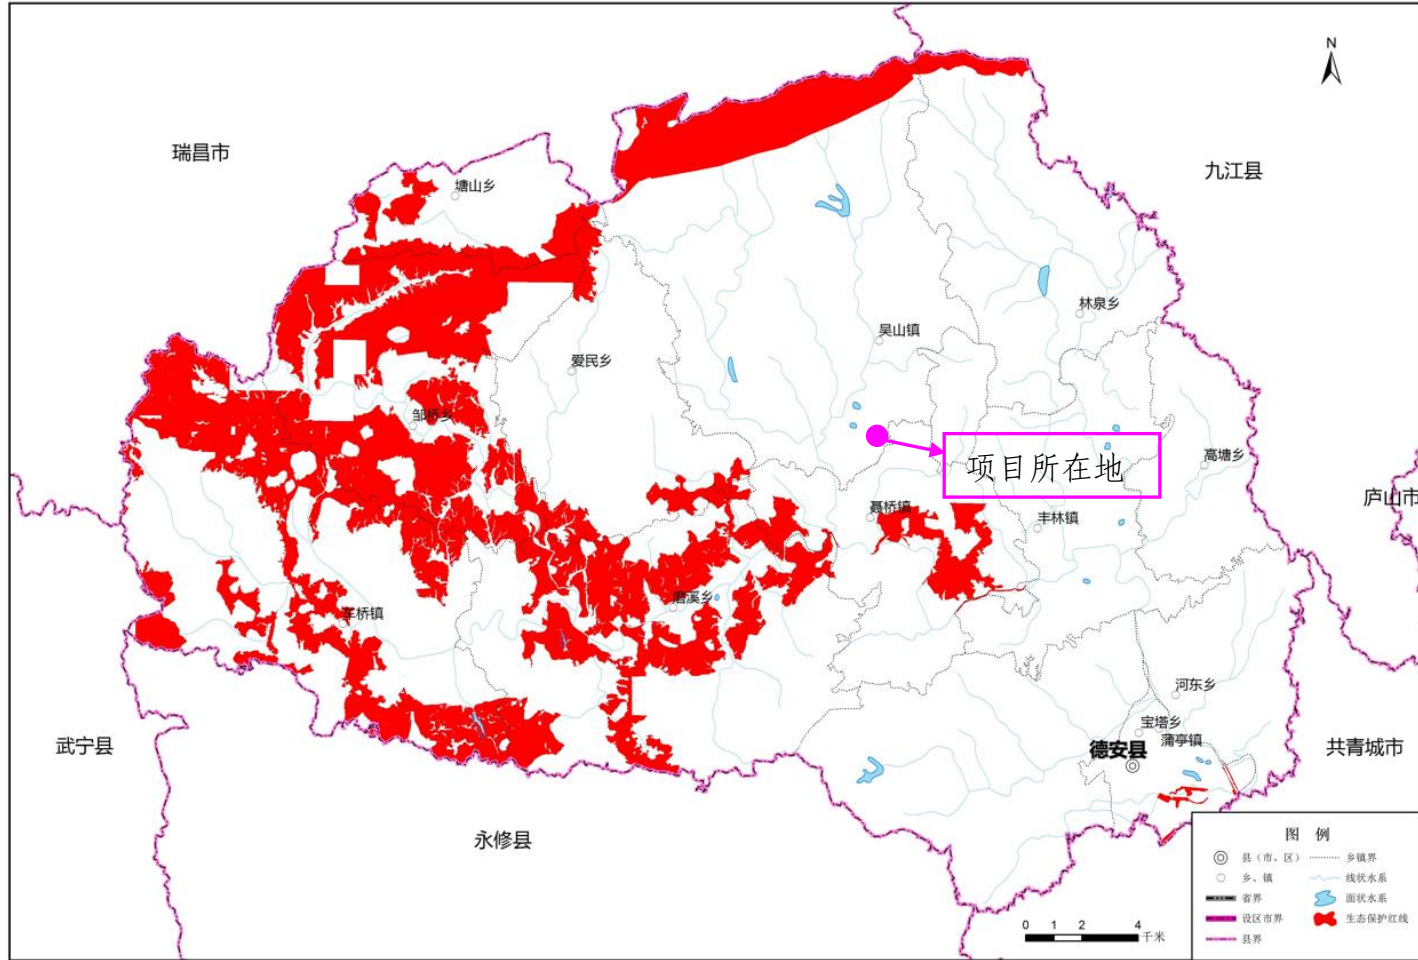 N
瑞昌市
九江县
塘山乡
林泉乡
吴山镇
爱民乡
邹桥乡
高塘乡
项目所在地
庐山市
聂桥镇
丰林镇
磨溪乡
车桥镇
河东乡
宝塔乡
蒲亭镇
武宁县
德安县
共青城市
永修县
图 例
县（市、区） 乡镇界
乡、镇 线状水系
省界 面状水系
设区市界 生态保护红线
县界
0 1 2 4
千米